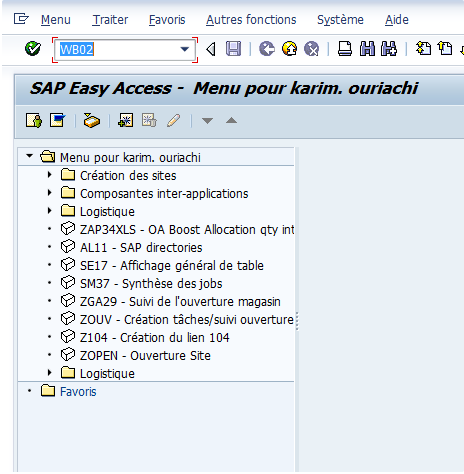 Menu Traiter Favoris Autres fonctions Système Aide
WB02
SAP Easy Access - Menu pour karim. ouriachi
Menu pour karim. ouriachi
Création des sites
Composantes inter-applications
Logistique
ZAP34XLS - OA Boost Allocation qty int
AL11 - SAP directories
SE17 - Affichage général de table
SM37 - Synthèse des jobs
ZGA29 - Suivi de l'ouverture magasin
ZOUV - Création tâches/suivi ouverture
Z104 - Création du lien 104
ZOPEN - Ouverture Site
Logistique
Favoris